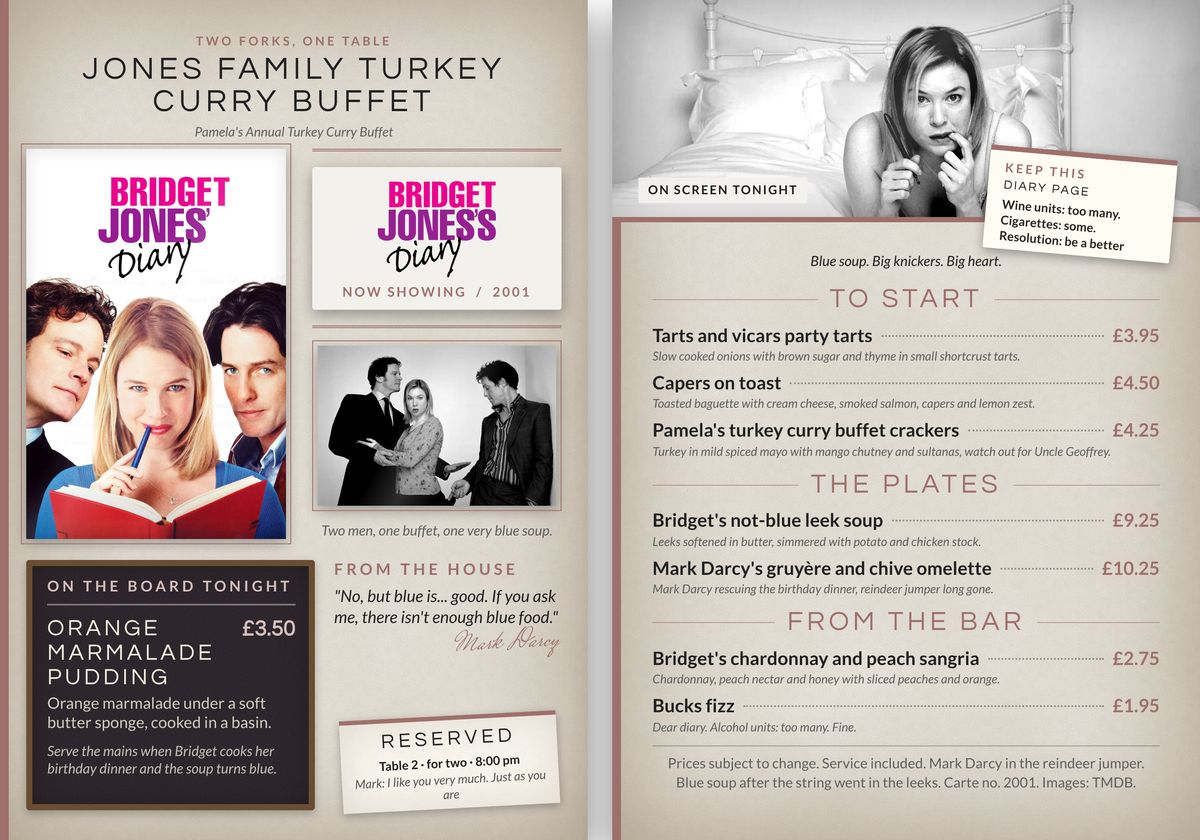 TWO FORKS, ONE TABLE
JONES FAMILY TURKEY
CURRY BUFFET
Pamela's Annual Turkey Curry Buffet
BRIDGET
JONES'
Diary
BRIDGET
JONES'S
Diary
NOW SHOWING / 2001
Two men, one buffet, one very blue soup.
ON THE BOARD TONIGHT
ORANGE MARMALADE PUDDING £3.50
Orange marmalade under a soft
butter sponge, cooked in a basin.
Serve the mains when Bridget cooks her
birthday dinner and the soup turns blue.
FROM THE HOUSE
"No, but blue is... good. If you ask
me, there isn't enough blue food."
Mark Darcy
RESERVED
Table 2 · for two · 8:00 pm
Mark: I like you very much. Just as you
are
ON SCREEN TONIGHT
KEEP THIS
DIARY PAGE
Wine units: too many.
Cigarettes: some.
Resolution: be a better
Blue soup. Big knickers. Big heart.
TO START
Tarts and vicars party tarts £3.95
Slow cooked onions with brown sugar and thyme in small shortcrust tarts.
Capers on toast £4.50
Toasted baguette with cream cheese, smoked salmon, capers and lemon zest.
Pamela's turkey curry buffet crackers £4.25
Turkey in mild spiced mayo with mango chutney and sultanas, watch out for Uncle Geoffrey.
THE PLATES
Bridget's not-blue leek soup £9.25
Leeks softened in butter, simmered with potato and chicken stock.
Mark Darcy's gruyère and chive omelette £10.25
Mark Darcy rescuing the birthday dinner, reindeer jumper long gone.
FROM THE BAR
Bridget's chardonnay and peach sangria £2.75
Chardonnay, peach nectar and honey with sliced peaches and orange.
Bucks fizz £1.95
Dear diary. Alcohol units: too many. Fine.
Prices subject to change. Service included. Mark Darcy in the reindeer jumper.
Blue soup after the string went in the leeks. Carte no. 2001. Images: TMDB.